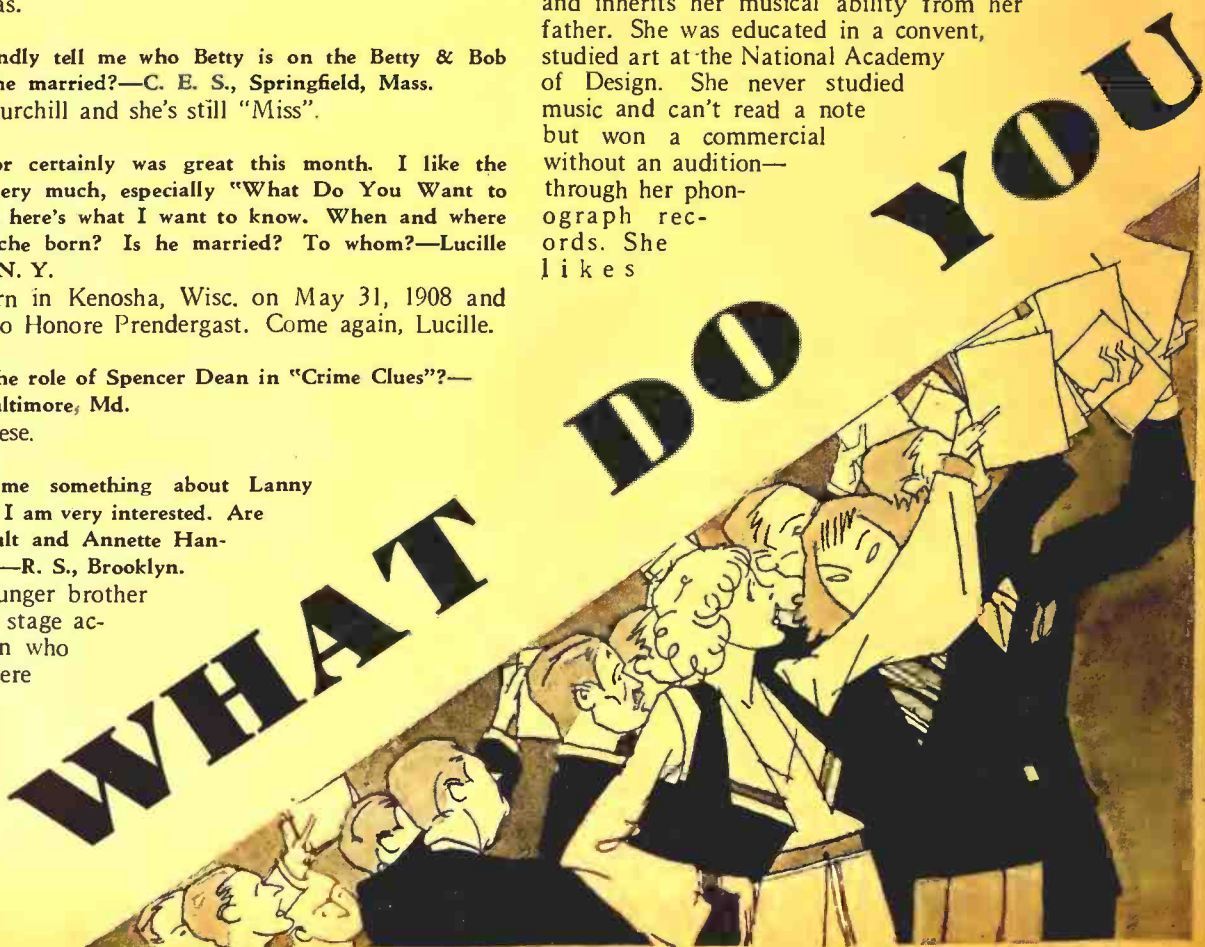 as.
ndly tell me who Betty is on the Betty & Bob
he married?—C. E. S., Springfield, Mass.
urchill and she's still "Miss".
or certainly was great this month. I like the
ery much, especially "What Do You Want to
here's what I want to know. When and where
che born? Is he married? To whom?—Lucille
N. Y.
rn in Kenosha, Wisc. on May 31, 1908 and
o Honore Prendergast. Come again, Lucille.
he role of Spencer Dean in "Crime Clues"?—
altimore, Md.
ese.
me something about Lanny
I am very interested. Are
ult and Annette Han-
—R. S., Brooklyn.
unger brother
stage ac-
n who
ere
and inherits her musical ability from her
father. She was educated in a convent,
studied art at the National Academy
of Design. She never studied
music and can't read a note
but won a commercial
without an audition—
through her phon-
ograph rec-
ords. She
likes
WHAT DO YOU